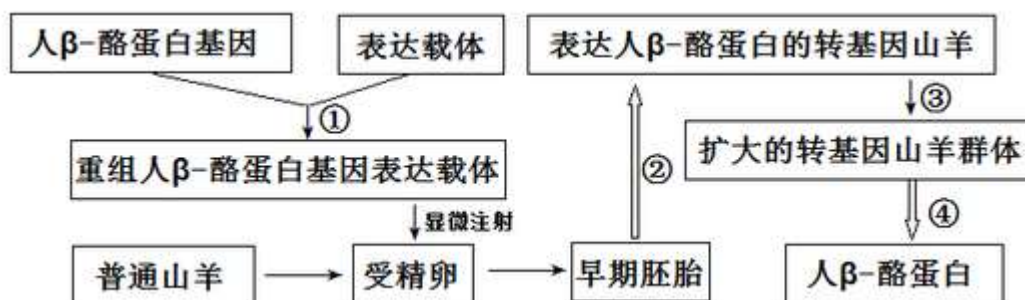 人β-酪蛋白基因
表达载体
表达人β-酪蛋白的转基因山羊
①
③
重组人β-酪蛋白基因表达载体
②
扩大的转基因山羊群体
显微注射
④
普通山羊
受精卵
早期胚胎
人β-酪蛋白